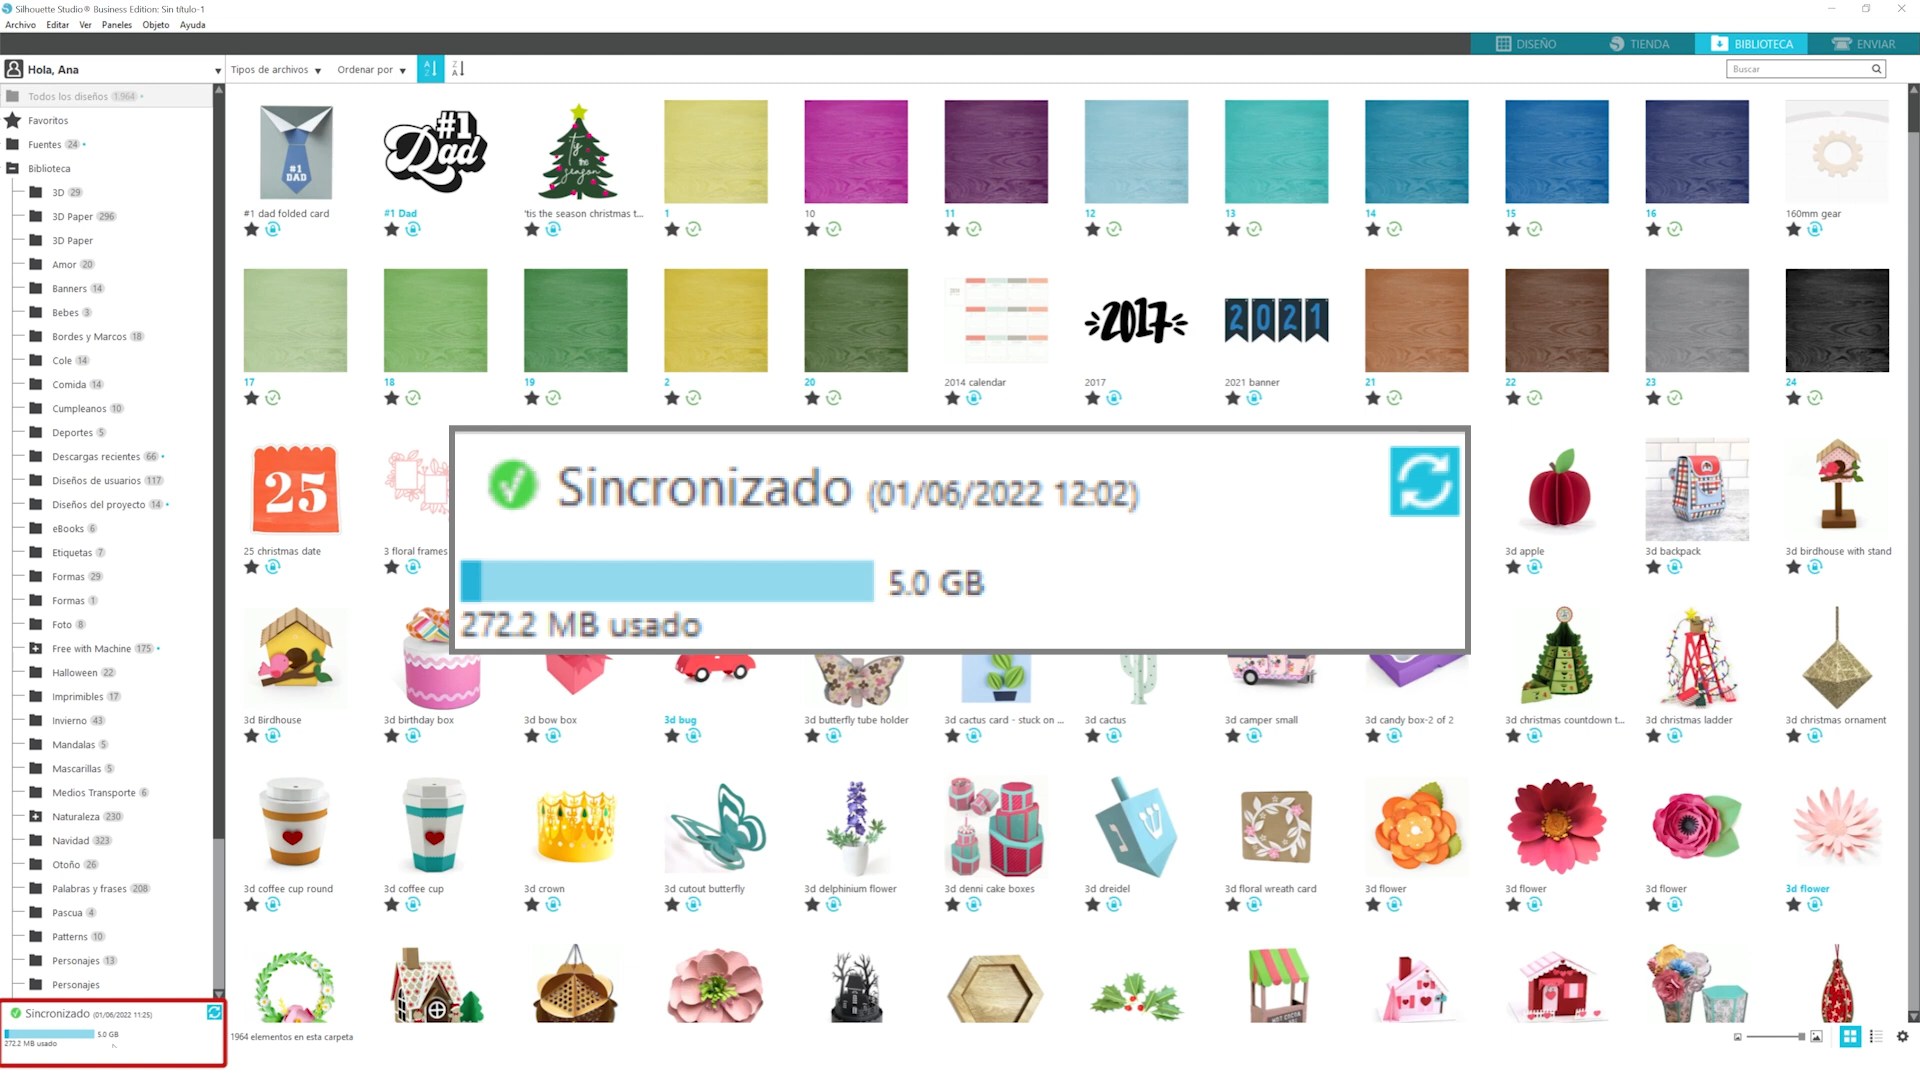 Silhouette Studio® Business Edition: Sin título-1
Archivo Editar Ver Paneles Objeto Ayuda
DISEÑO TIENDA BIBLIOTECA ENVIAR
Hola, Ana
Tipos de archivos Ordenar por A Z Z A
Buscar
Todos los diseños 1.964
Favoritos
Fuentes 24
Biblioteca
3D 29
3D Paper 296
3D Paper
Amor 20
Banners 14
Bebes 3
Bordes y Marcos 18
Cole 14
Comida 14
Cumpleanos 10
Deportes 5
Descargas recientes 66
Diseños de usuarios 117
Diseños del proyecto 14
eBooks 6
Etiquetas 7
Formas 29
Formas 1
Foto 8
Free with Machine 175
Halloween 22
Imprimibles 17
Invierno 43
Mandalas 5
Mascarillas 5
Medios Transporte 6
Naturaleza 230
Navidad 323
Otoño 26
Palabras y frases 208
Pascua 4
Patterns 10
Personajes 13
Personajes
Sincronizado (01/06/2022 11:25)
5.0 GB
272.2 MB usado
#1 DAD
#1 Dad
'ty the season
#1 dad folded card
#1 Dad
'tis the season christmas t...
1
10
11
12
13
14
15
16
160mm gear
2017
2021
17
18
19
2
20
2014 calendar
2017
2021 banner
21
22
23
24
25
25 christmas date
3 floral frames
3d apple
3d backpack
3d birdhouse with stand
Sincronizado (01/06/2022 12:02)
5.0 GB
272.2 MB usado
3d Birdhouse
3d birthday box
3d bow box
3d bug
3d butterfly tube holder
3d cactus card - stuck on ...
3d cactus
3d camper small
3d candy box-2 of 2
3d christmas countdown t...
3d christmas ladder
3d christmas ornament
3d coffee cup round
3d coffee cup
3d crown
3d cutout butterfly
3d delphinium flower
3d denni cake boxes
3d dreidel
3d floral wreath card
3d flower
3d flower
3d flower
3d flower
HOT COCOA
1964 elementos en esta carpeta